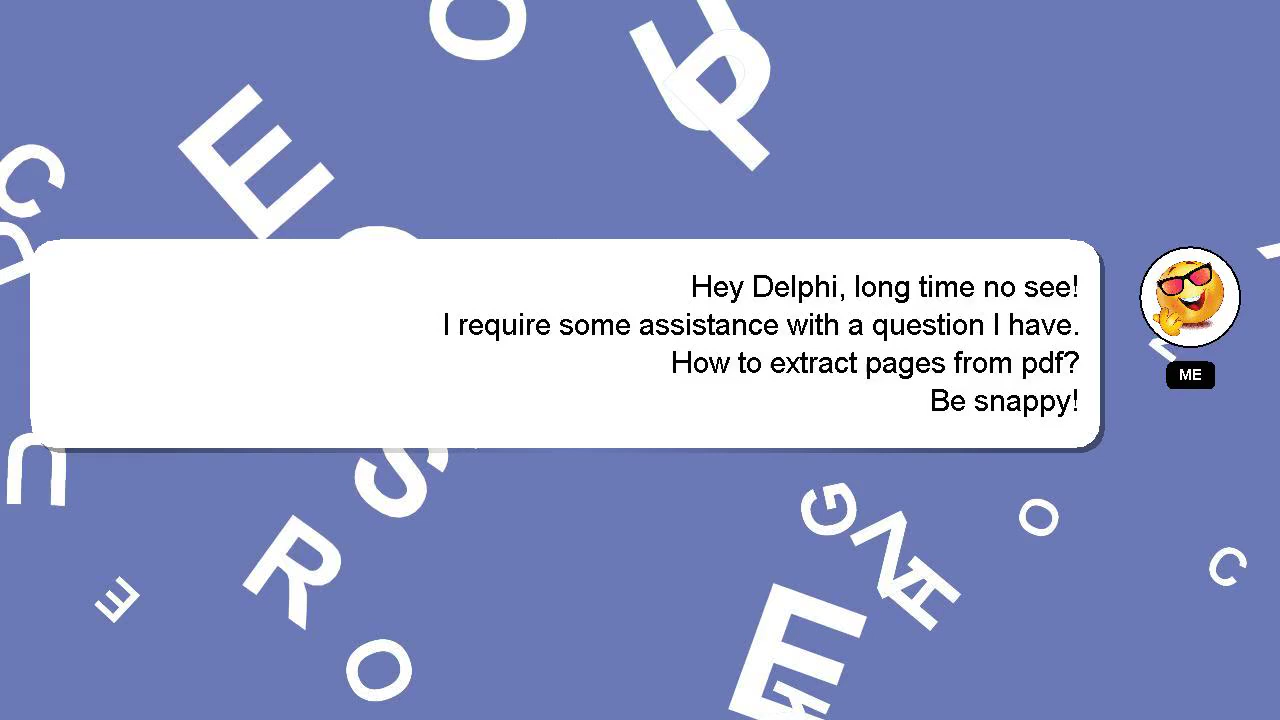 Hey Delphi, long time no see!
I require some assistance with a question I have.
How to extract pages from pdf?
Be snappy!
ME